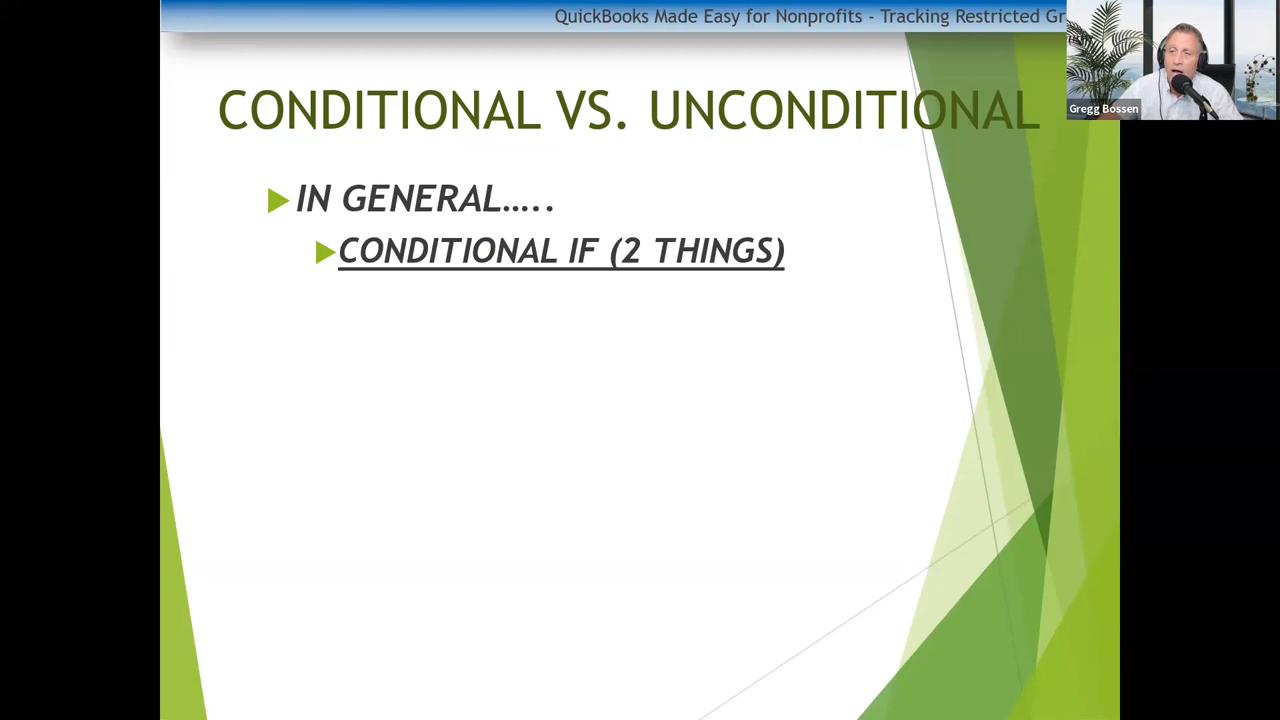 QuickBooks Made Easy for Nonprofits - Tracking Restricted Gr
Gregg Bossen
CONDITIONAL VS. UNCONDITIONAL
IN GENERAL.....
CONDITIONAL IF (2 THINGS)